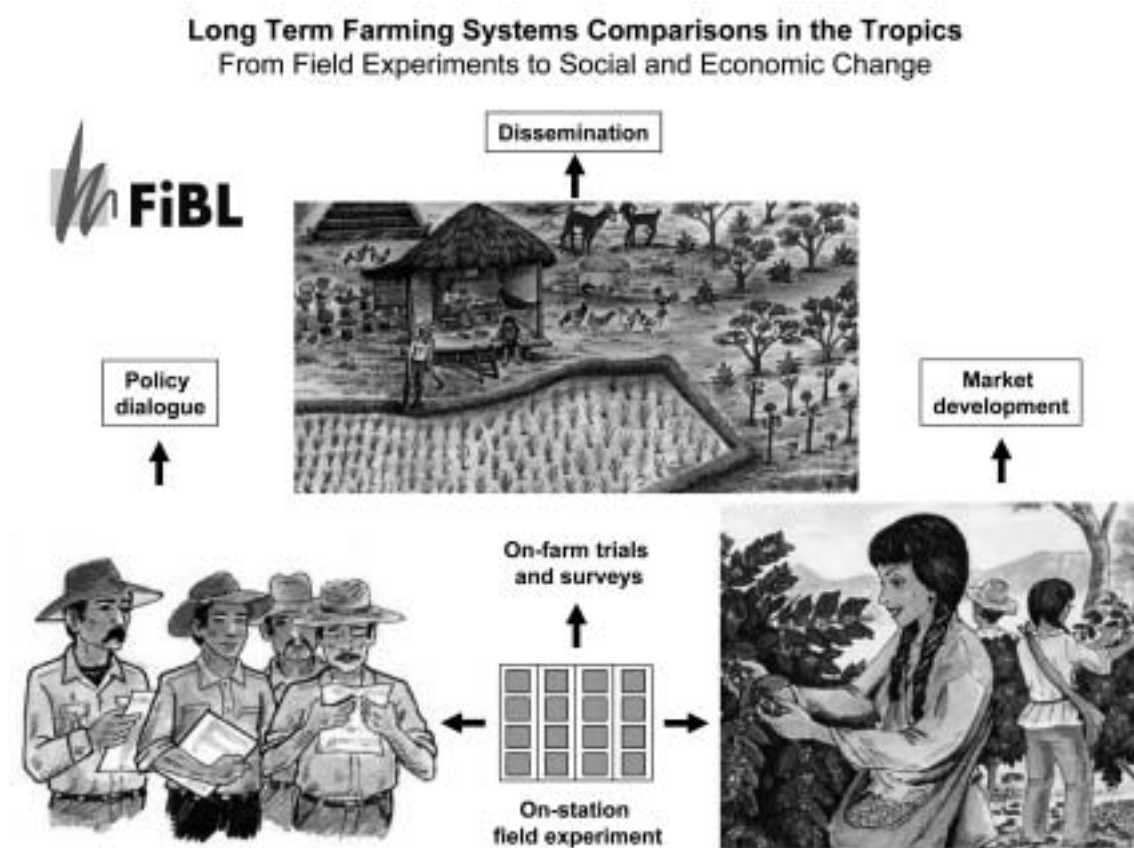 Long Term Farming Systems Comparisons in the Tropics
From Field Experiments to Social and Economic Change
Dissemination
FiBL
Policy
dialogue
Market
development
On-farm trials
and surveys
On-station
field experiment